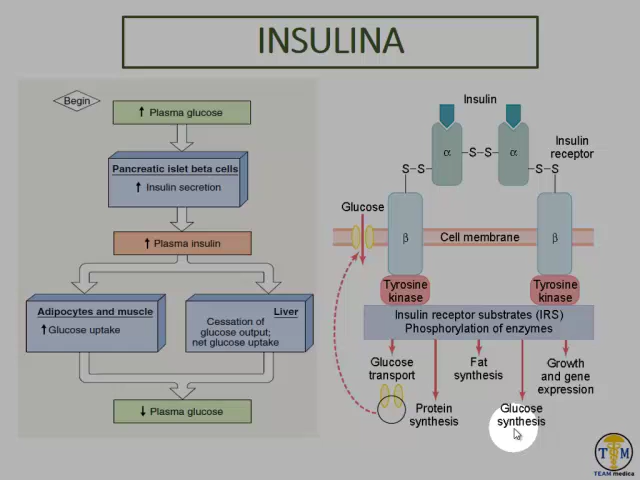 INSULINA
Begin
↑ Plasma glucose
Pancreatic islet beta cells
↑ Insulin secretion
↑ Plasma insulin
Adipocytes and muscle
↑ Glucose uptake
Liver
Cessation of
glucose output;
net glucose uptake
↓ Plasma glucose
Insulin
Insulin
receptor
α
S
S
α
S
S
S
S
Glucose
β
Cell membrane
β
Tyrosine
kinase
Tyrosine
kinase
Insulin receptor substrates (IRS)
Phosphorylation of enzymes
Glucose
transport
Fat
synthesis
Growth
and gene
expression
Protein
synthesis
Glucose
synthesis
T M
TEAM medica